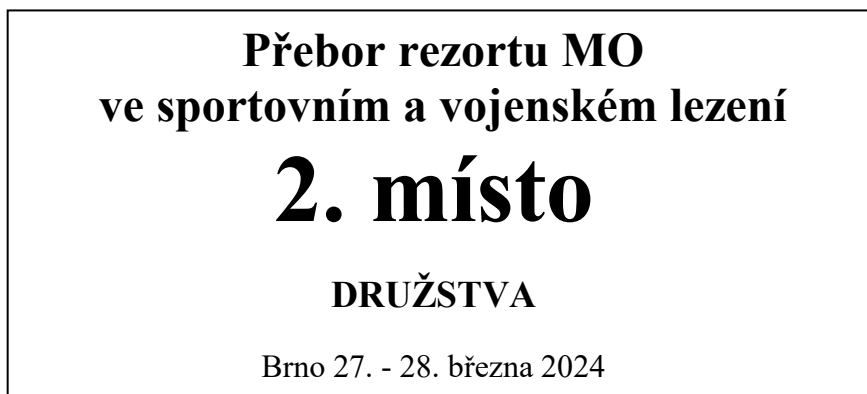 Přebor rezortu MO
ve sportovním a vojenském lezení
2. místo
DRUŽSTVA
Brno 27. - 28. března 2024